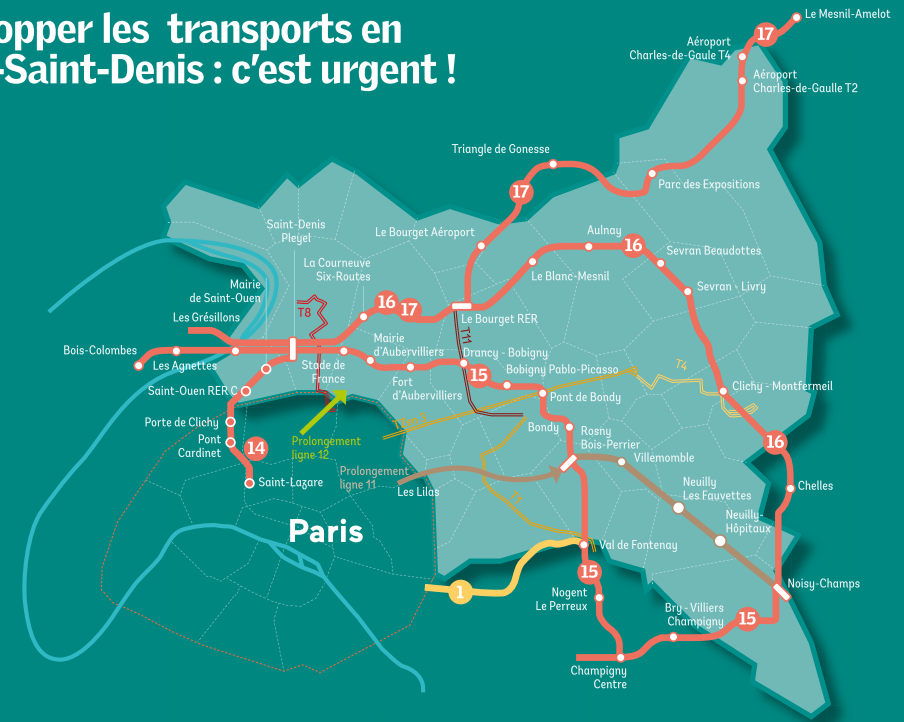 opper les transports en
-Saint-Denis : c’est urgent !
Le Mesnil-Amelot
17
Aéroport
Charles-de-Gaule T4
Aéroport
Charles-de-Gaulle T2
Triangle de Gonesse
Parc des Expositions
17
Saint-Denis
Pleyel
Le Bourget Aéroport
Aulnay
16
Sevran Beaudottes
La Courneuve
Six-Routes
Le Blanc-Mesnil
Sevran - Livry
Mairie
de Saint-Ouen
16
17
T8
Les Grésillons
Le Bourget RER
T11
Bois-Colombes
Mairie
d’Aubervilliers
Drancy - Bobigny
Les Agnettes
Stade de
France
15
Bobigny Pablo-Picasso
T4
Fort
d’Aubervilliers
Clichy - Montfermeil
Saint-Ouen RER C
Pont de Bondy
Porte de Clichy
Bondy
Rosny
Bois-Perrier
16
Pont
Cardinet
14
Prolongement
ligne 12
Villemomble
Prolongement
ligne 11
Saint-Lazare
Les Lilas
Neuilly
Les Fauvettes
Chelles
Neuilly-
Hôpitaux
Paris
Val de Fontenay
15
1
Noisy-Champs
Nogent
Le Perreux
Bry - Villiers
Champigny
15
Champigny
Centre